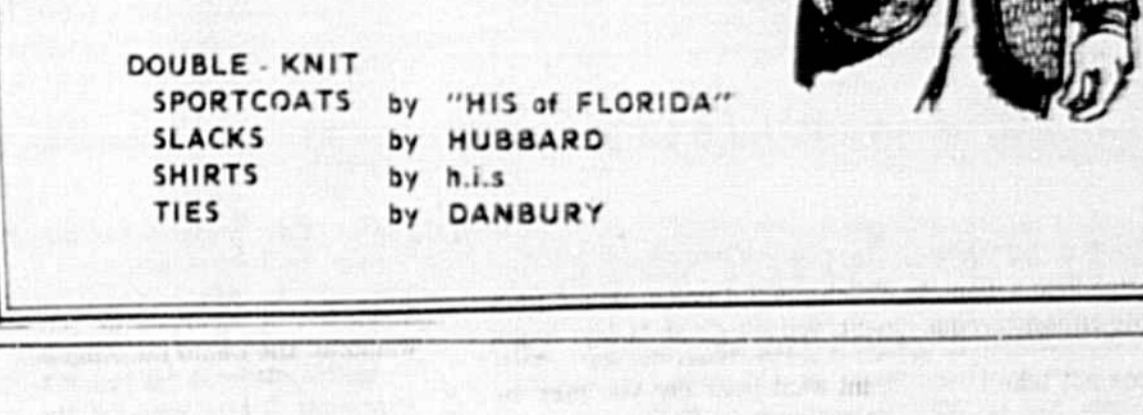 DOUBLE - KNIT
SPORTCOATS by "HIS of FLORIDA"
SLACKS by HUBBARD
SHIRTS by h.i.s
TIES by DANBURY